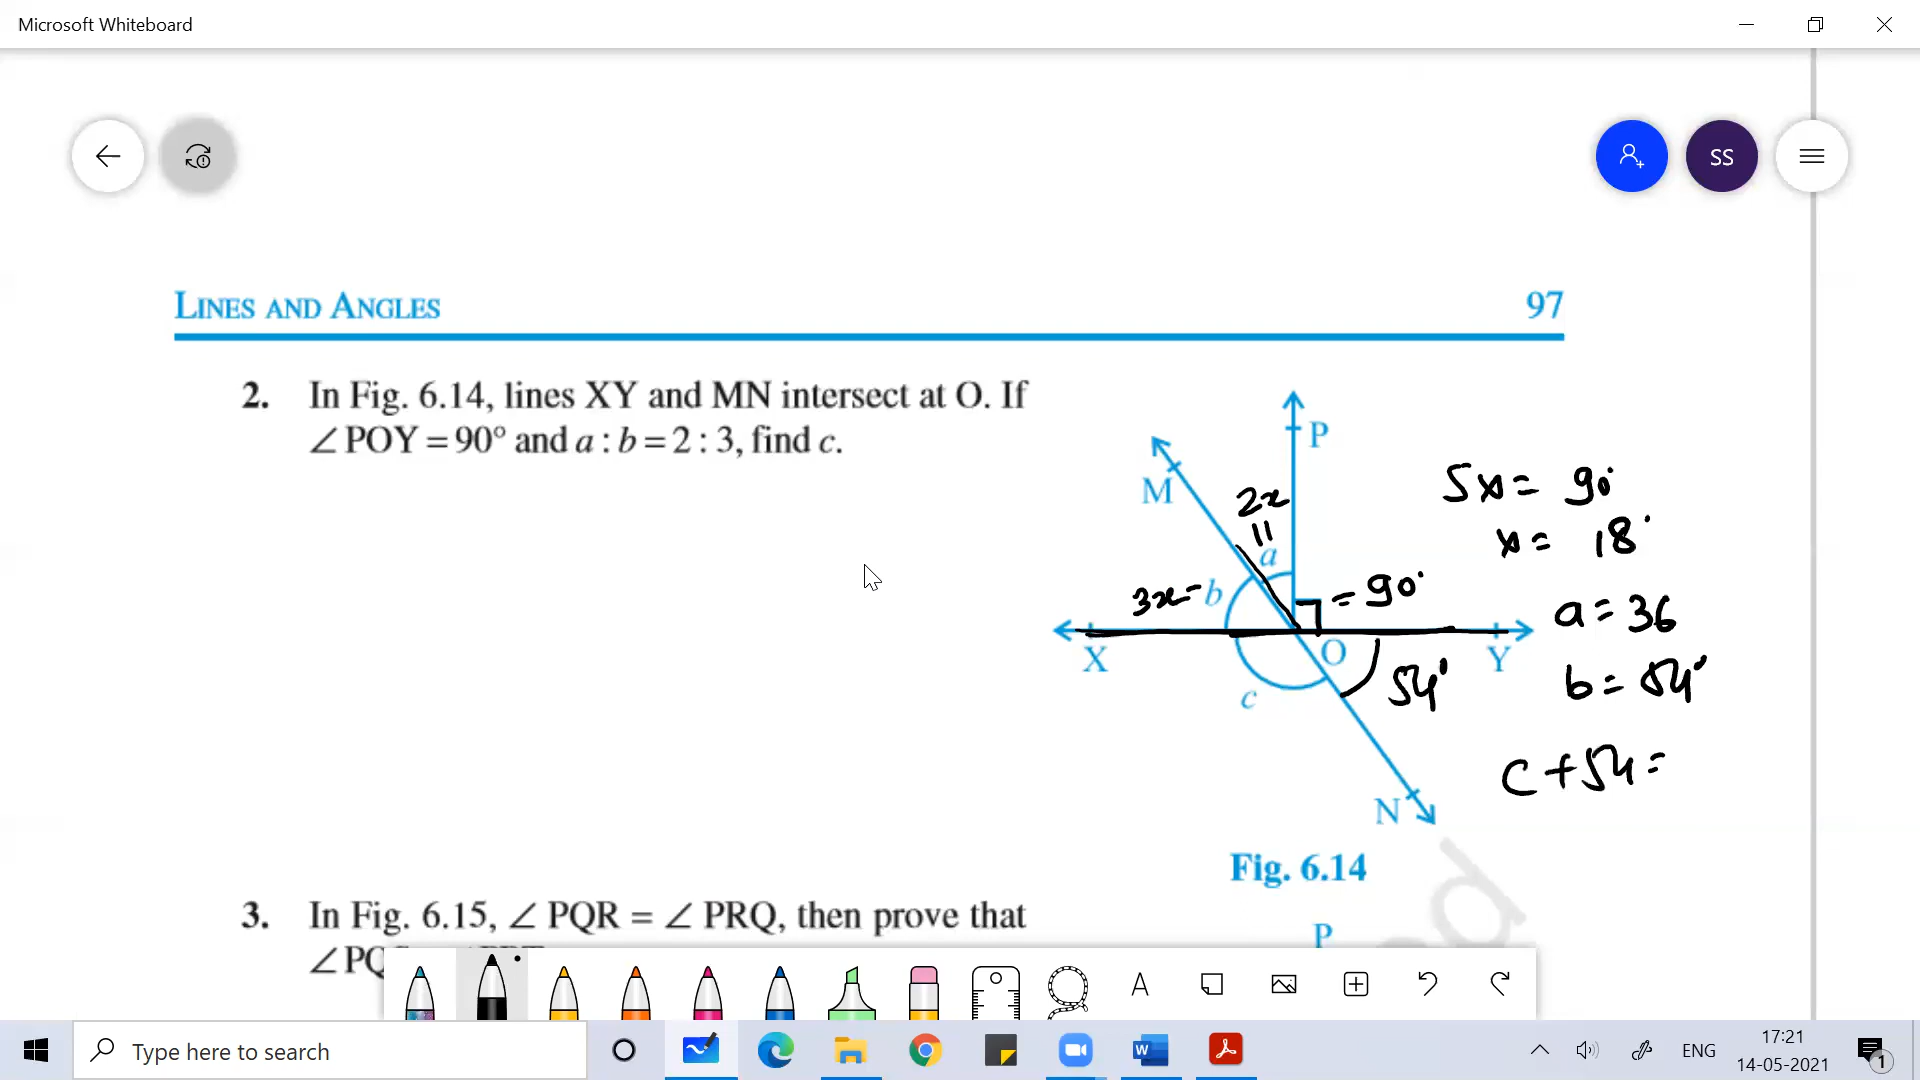 Microsoft Whiteboard
SS
LINES AND ANGLES 97
2. In Fig. 6.14, lines XY and MN intersect at O. If
∠POY = 90° and a : b = 2 : 3, find c.
P
M
2x
=
a
3x = b
= 90°
X
O
Y
c
54°
N
5x = 90°
x = 18°
a = 36
b = 54°
c + 54 =
Fig. 6.14
3. In Fig. 6.15, ∠ PQR = ∠ PRQ, then prove that
∠PQ
P
A
Type here to search
ENG
17:21
14-05-2021
1